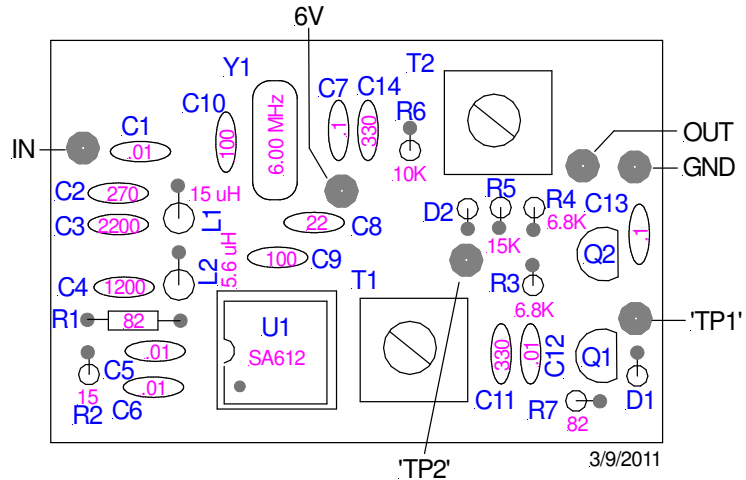 6V
Y1
T2
C7 C14
C10
R6
C1
6.00 MHz
.1
330
100
OUT
IN
.01
GND
10K
C2
270
15 uH
R5
R4
D2
C13
C3
2200
L1
22
C8
6.8K
15K
.1
5.6 uH
Q2
C9
100
L2
C4
1200
T1
R3
R1
82
6.8K
'TP1'
U1
SA612
.01
330
.01
C12
Q1
C5
15
.01
C6
R2
C11
R7
D1
82
3/9/2011
'TP2'